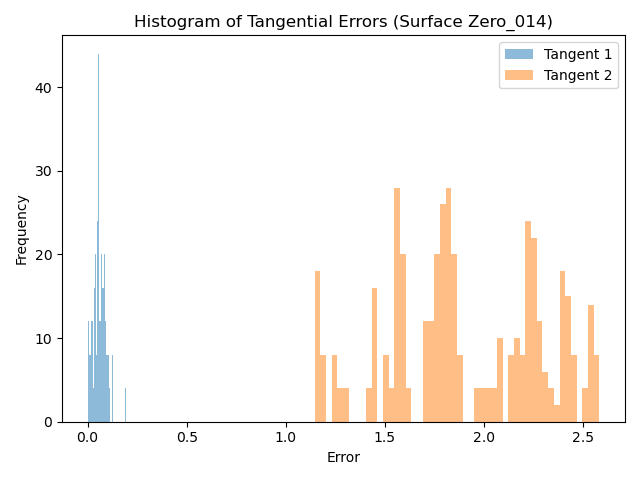 Histogram of Tangential Errors (Surface Zero_014)
Tangent 1
Tangent 2
Frequency
40
30
20
10
0
0.0 0.5 1.0 1.5 2.0 2.5
Error